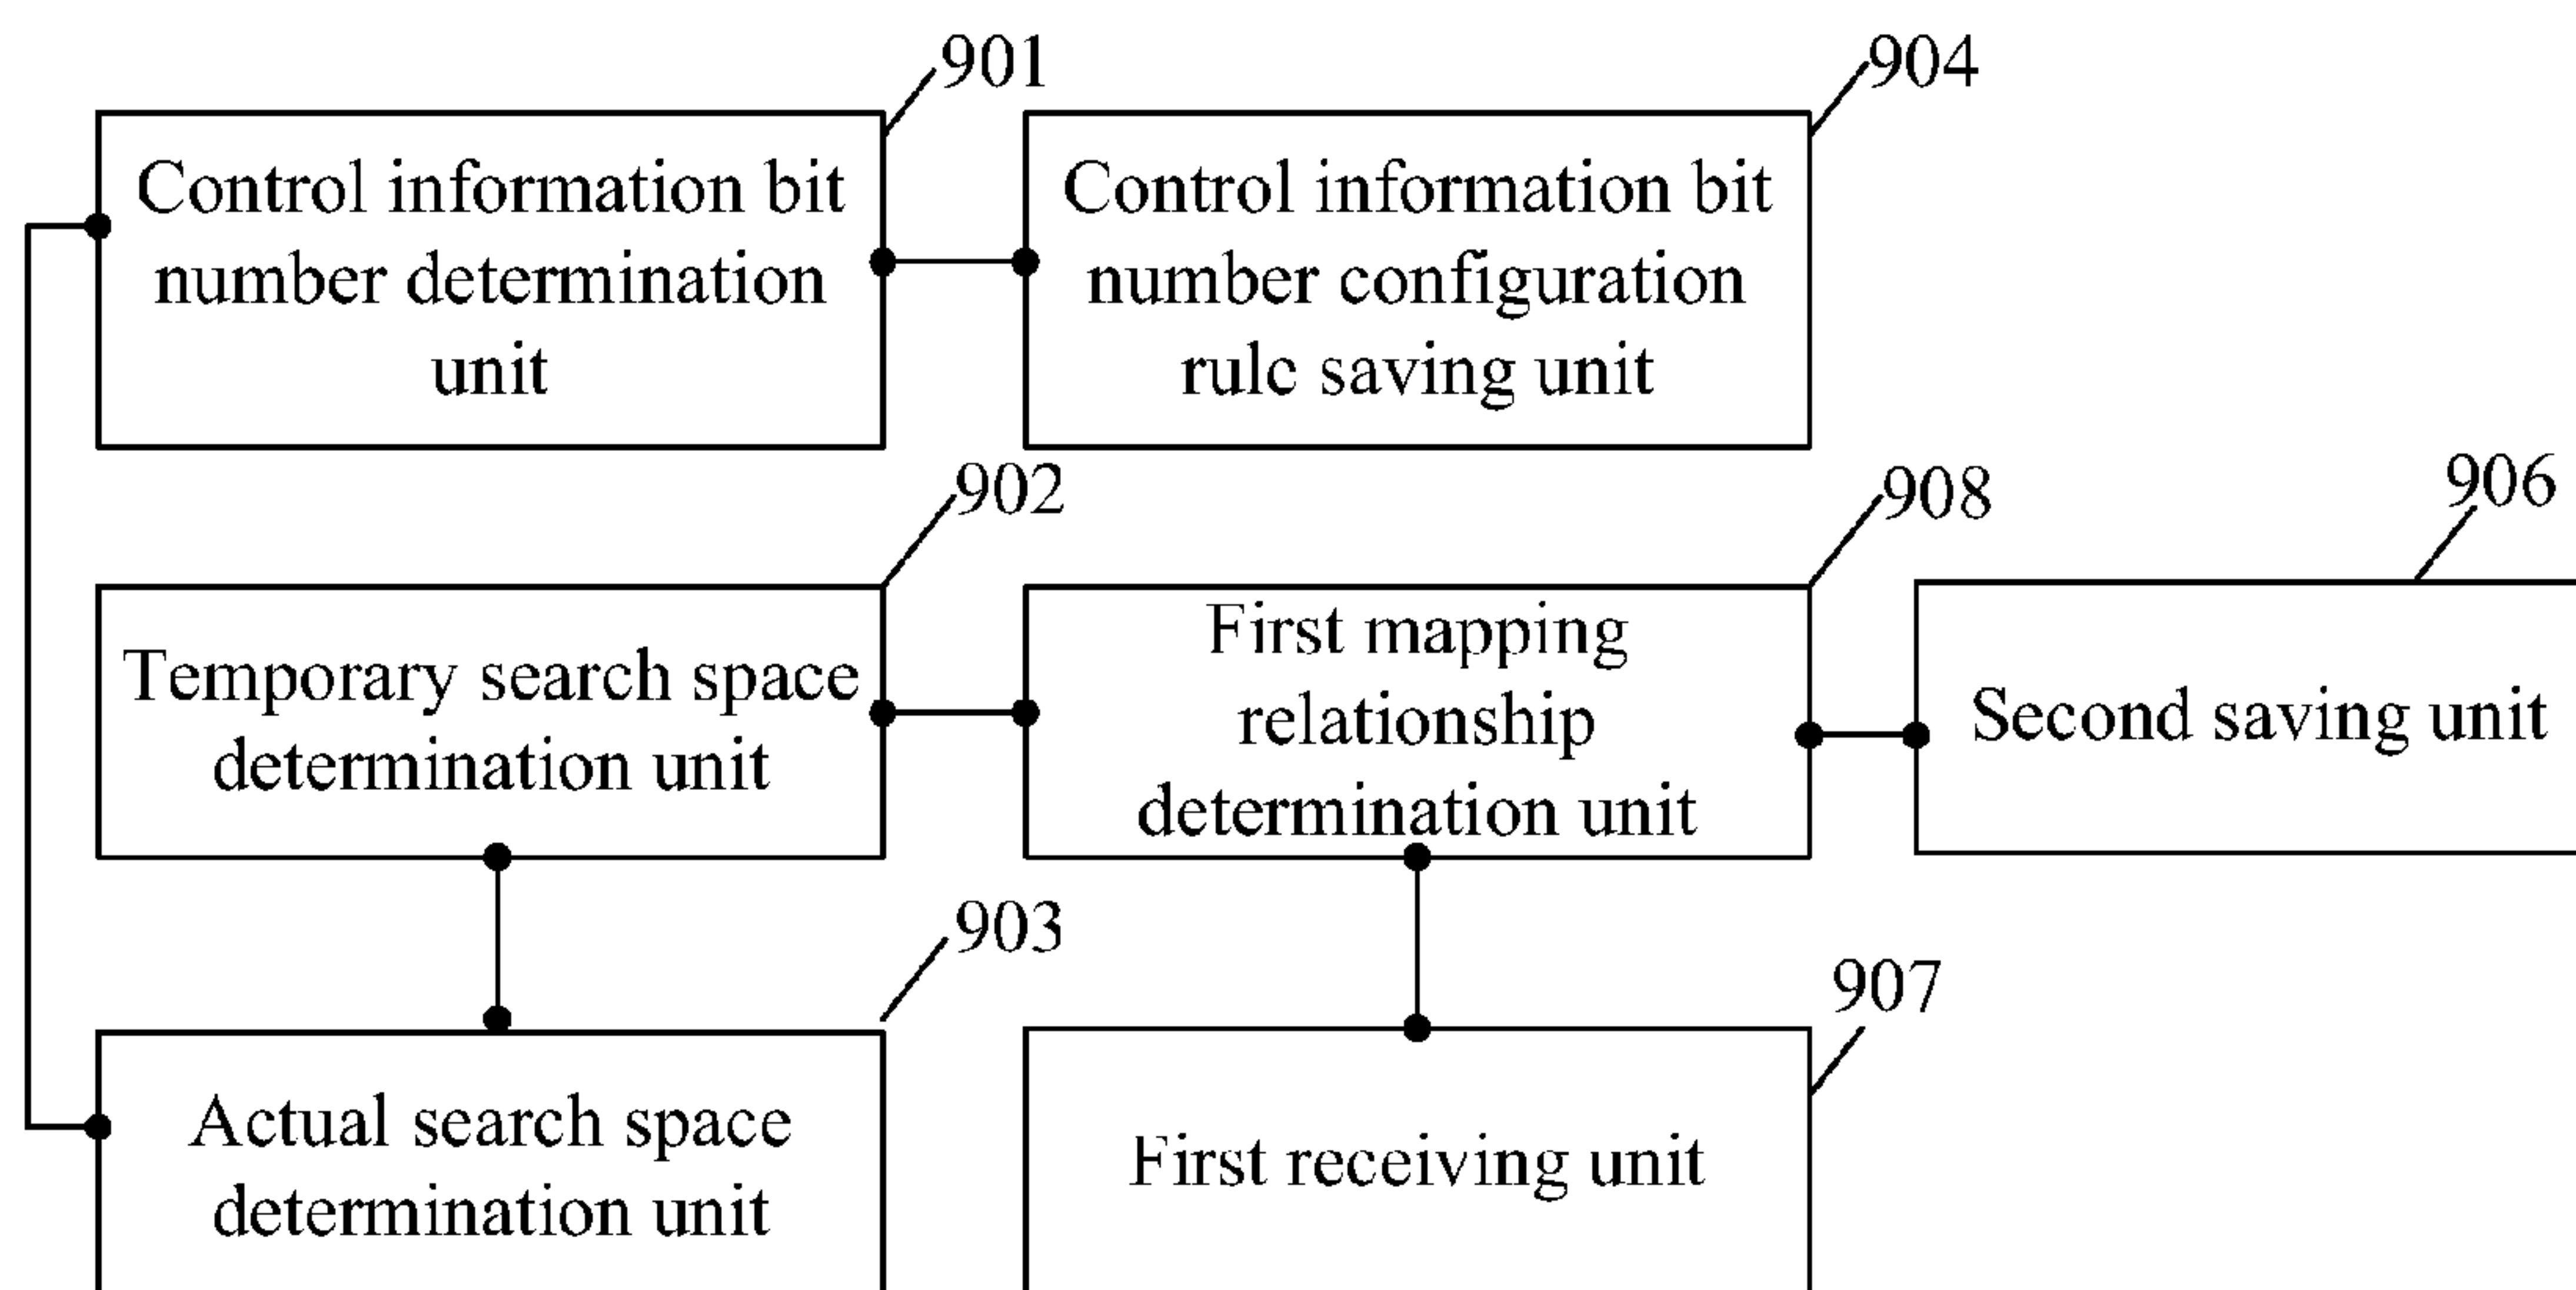 901
904
Control information bit
number determination
unit
Control information bit
number configuration
rule saving unit
902
908
906
Temporary search space
determination unit
First mapping
relationship
determination unit
Second saving unit
903
907
Actual search space
determination unit
First receiving unit